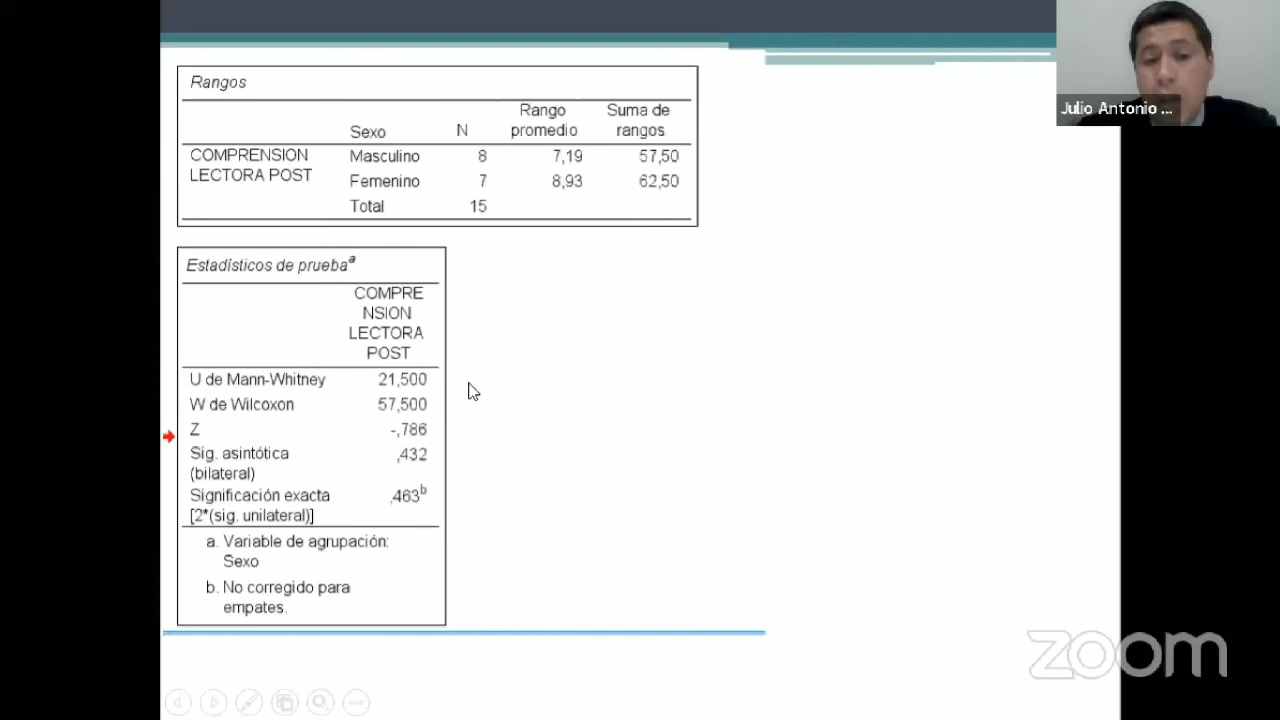 Rangos
Sexo N Rango promedio Suma de rangos
COMPRENSION LECTORA POST Masculino 8 7,19 57,50
Femenino 7 8,93 62,50
Total 15
Estadísticos de prueba^a
COMPRE
NSION
LECTORA
POST
U de Mann-Whitney 21,500
W de Wilcoxon 57,500
Z -,786
Sig. asintótica (bilateral) ,432
Significación exacta [2*(sig. unilateral)] ,463^b
a. Variable de agrupación:
Sexo
b. No corregido para
empates.
Julio Antonio ...
zoom